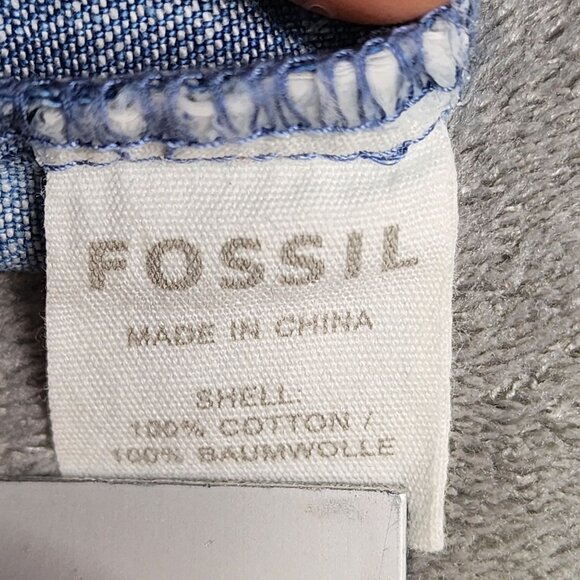 FOSSIL
MADE IN CHINA
SHELL:
100% COTTON /
100% BAUMWOLLE